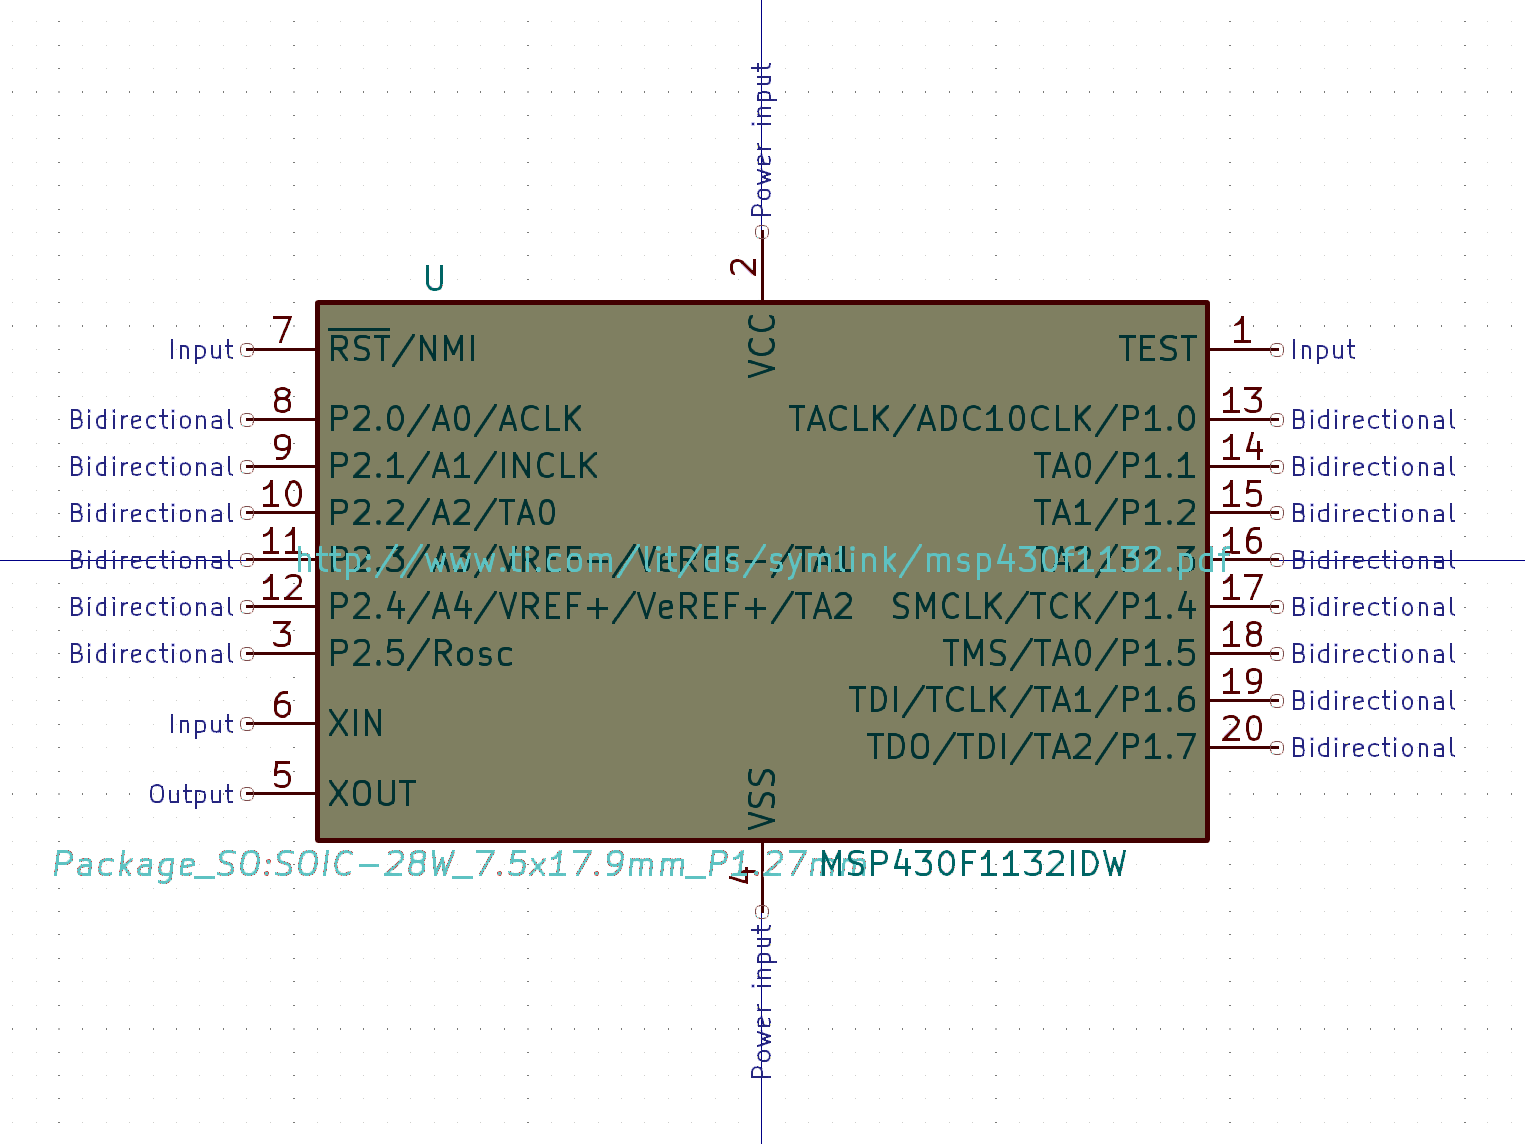 Power input
2
U
VCC
7
Input
RST/NMI
TEST
1
Input
8
Bidirectional
P2.0/A0/ACLK
TACLK/ADC10CLK/P1.0
13
Bidirectional
9
Bidirectional
P2.1/A1/INCLK
TA0/P1.1
14
Bidirectional
10
Bidirectional
P2.2/A2/TA0
TA1/P1.2
15
Bidirectional
11
Bidirectional
P2.3/A3/VREF-/VeREF-/TA1
http://www.ti.com/lit/ds/symlink/msp430f1132.pdf
TA2/P1.3
16
Bidirectional
12
Bidirectional
P2.4/A4/VREF+/VeREF+/TA2
SMCLK/TCK/P1.4
17
Bidirectional
3
Bidirectional
P2.5/Rosc
TMS/TA0/P1.5
18
Bidirectional
6
Input
XIN
TDI/TCLK/TA1/P1.6
19
Bidirectional
TDO/TDI/TA2/P1.7
20
Bidirectional
5
Output
XOUT
VSS
Package_SO:SOIC-28W_7.5x17.9mm_P1.27mm
MSP430F1132IDW
4
Power input